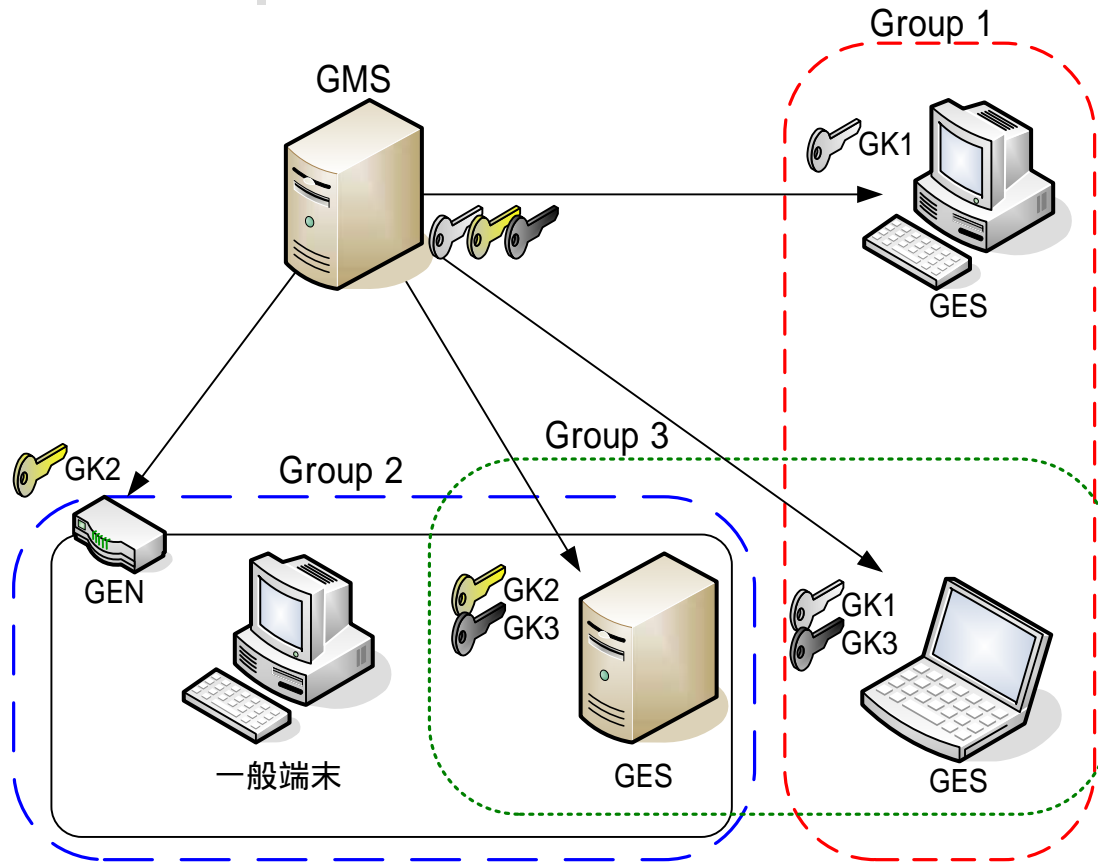 Group 1
GMS
GK1
GES
Group 3
Group 2
GK2
GEN
GK2
GK3
GK1
GK3
一般端末
GES
GES